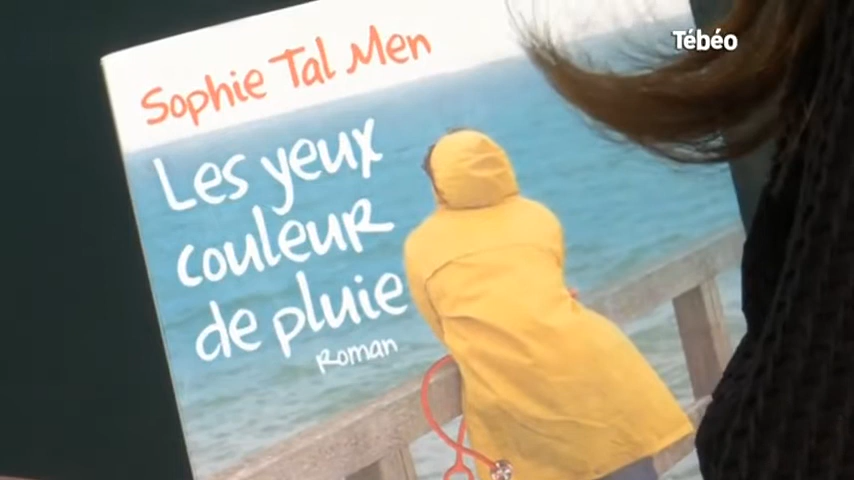 Tébéo
Sophie Tal Men
Les yeux
couleur
de pluie
roman